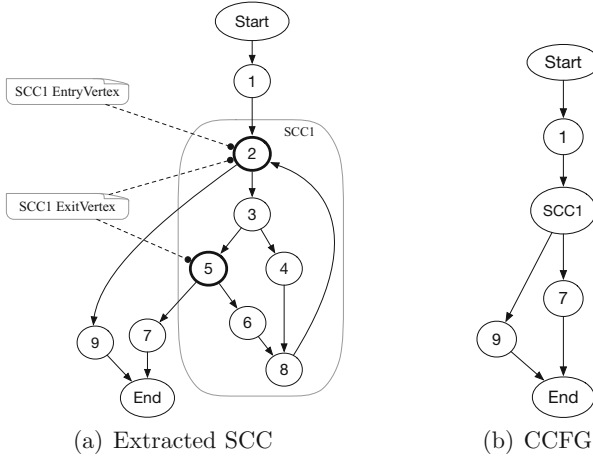 Start
1
SCC1 EntryVertex
SCC1
2
3
SCC1 ExitVertex
5
4
6
7
9
8
End
(a) Extracted SCC
Start
1
SCC1
7
9
End
(b) CCFG